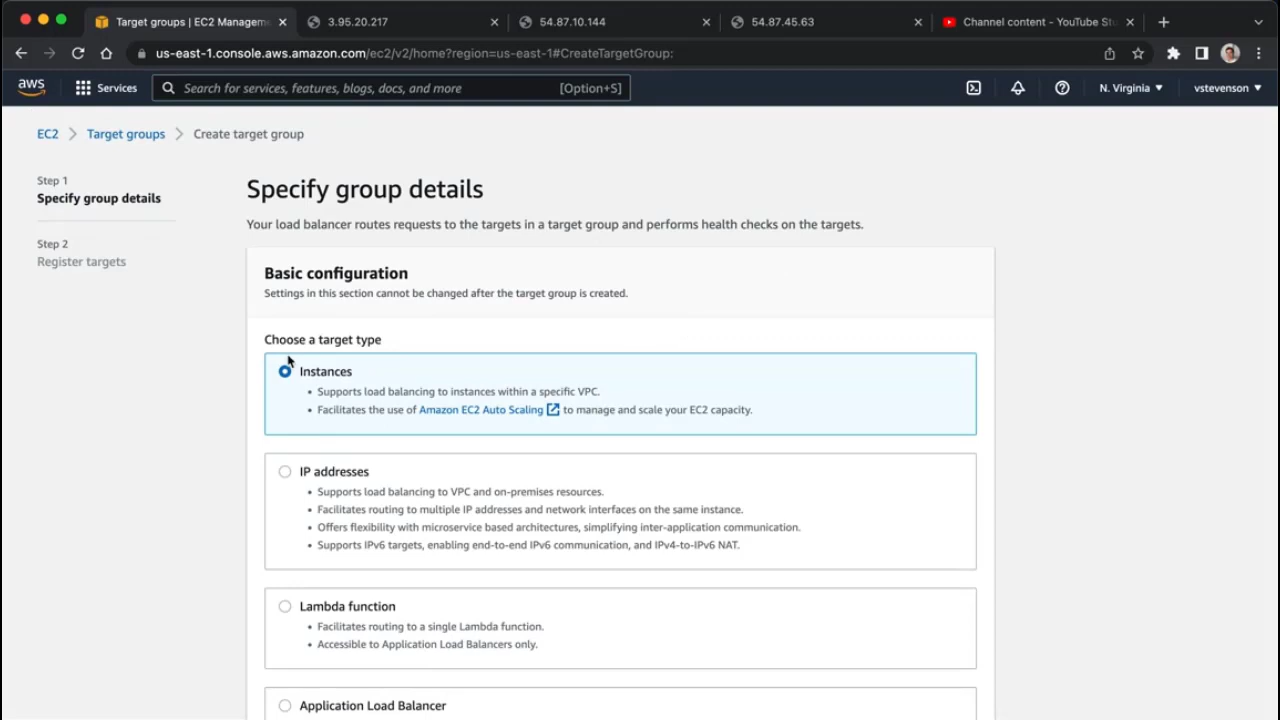 Target groups | EC2 Managem
3.95.20.217
54.87.10.144
54.87.45.63
Channel content - YouTube Stu
us-east-1.console.aws.amazon.com/ec2/v2/home?region=us-east-1#CreateTargetGroup:
aws
Services
Search for services, features, blogs, docs, and more
[Option+S]
N. Virginia
vstevenson
EC2
Target groups
Create target group
Step 1
Specify group details
Step 2
Register targets
Specify group details
Your load balancer routes requests to the targets in a target group and performs health checks on the targets.
Basic configuration
Settings in this section cannot be changed after the target group is created.
Choose a target type
Instances
• Supports load balancing to instances within a specific VPC.
• Facilitates the use of Amazon EC2 Auto Scaling to manage and scale your EC2 capacity.
IP addresses
• Supports load balancing to VPC and on-premises resources.
• Facilitates routing to multiple IP addresses and network interfaces on the same instance.
• Offers flexibility with microservice based architectures, simplifying inter-application communication.
• Supports IPv6 targets, enabling end-to-end IPv6 communication, and IPv4-to-IPv6 NAT.
Lambda function
• Facilitates routing to a single Lambda function.
• Accessible to Application Load Balancers only.
Application Load Balancer